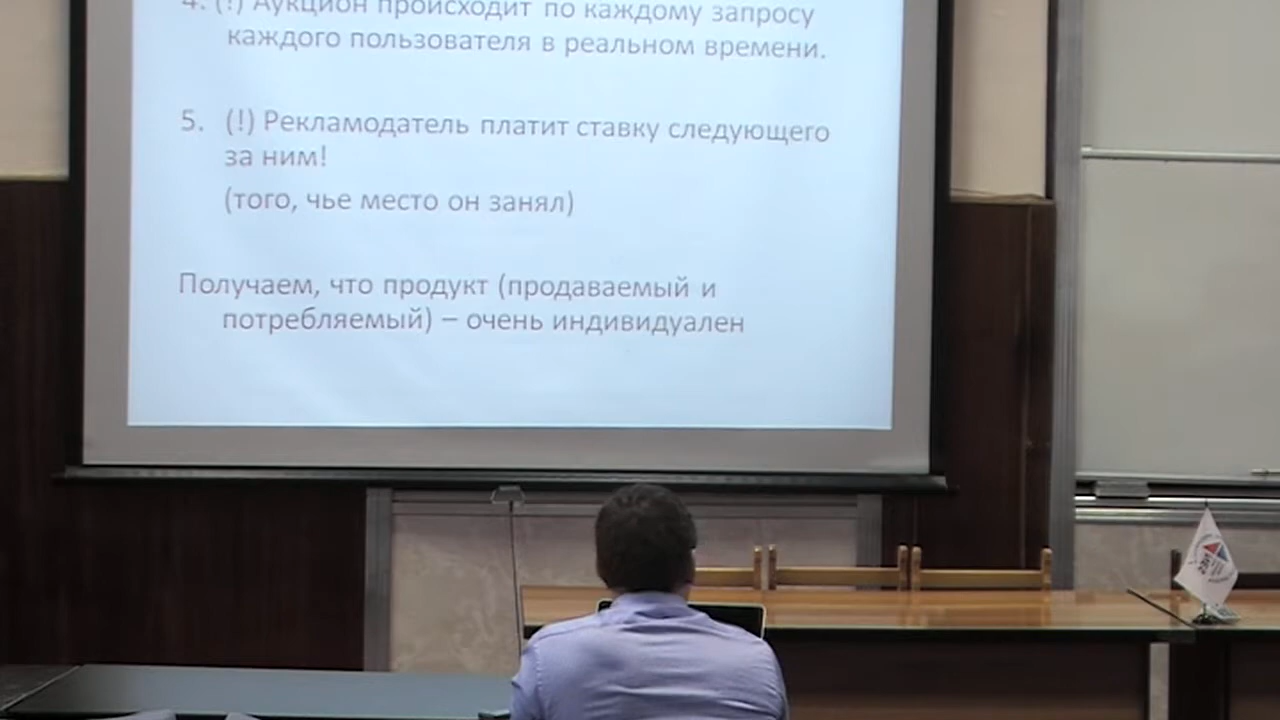 4. (!) Аукцион происходит по каждому запросу
каждого пользователя в реальном времени.
5. (!) Рекламодатель платит ставку следующего
за ним!
(того, чье место он занял)
Получаем, что продукт (продаваемый и
потребляемый) – очень индивидуален